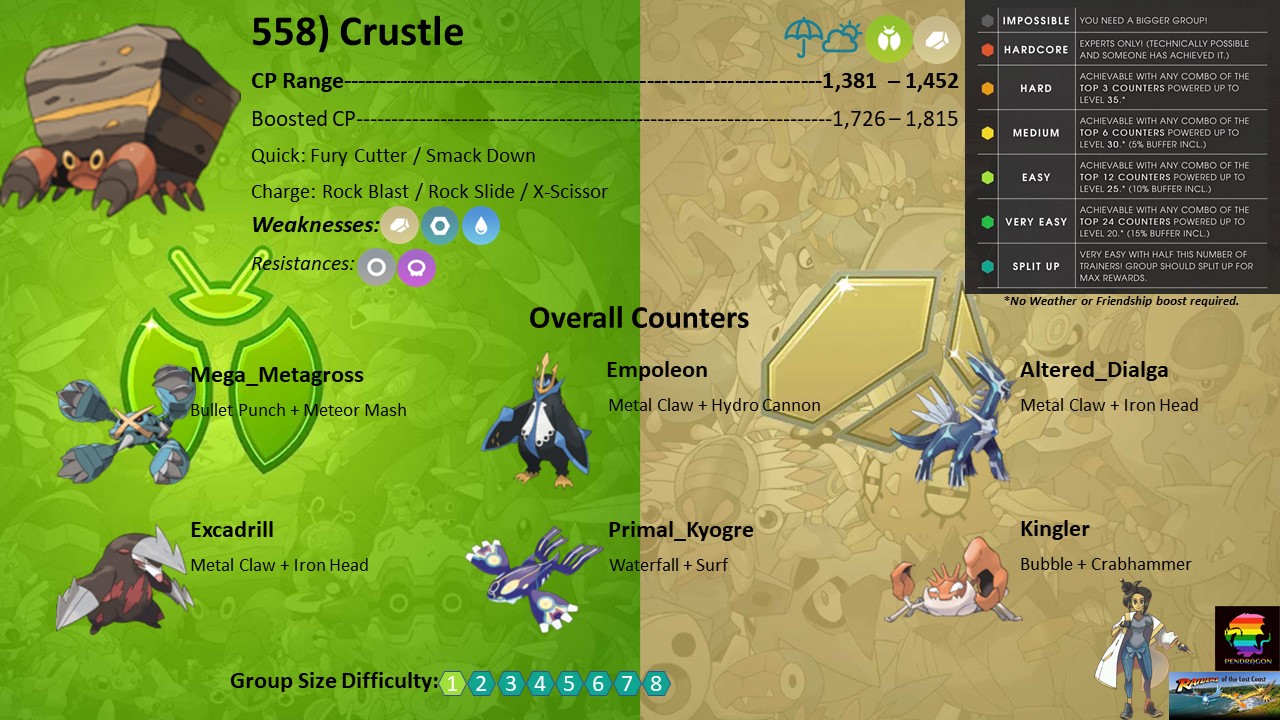 558) Crustle
CP Range--------------------------------------------------------------1,381 – 1,452
Boosted CP--------------------------------------------------------------1,726 – 1,815
Quick: Fury Cutter / Smack Down
Charge: Rock Blast / Rock Slide / X-Scissor
Weaknesses:
Resistances:
IMPOSSIBLE YOU NEED A BIGGER GROUP!
HARDCORE EXPERTS ONLY! (TECHNICALLY POSSIBLE
AND SOMEONE HAS ACHIEVED IT.)
HARD ACHIEVABLE WITH ANY COMBO OF THE
TOP 3 COUNTERS POWERED UP TO
LEVEL 35.*
MEDIUM ACHIEVABLE WITH ANY COMBO OF THE
TOP 6 COUNTERS POWERED UP TO
LEVEL 30.* (5% BUFFER INCL.)
EASY ACHIEVABLE WITH ANY COMBO OF THE
TOP 12 COUNTERS POWERED UP TO
LEVEL 25.* (10% BUFFER INCL.)
VERY EASY ACHIEVABLE WITH ANY COMBO OF THE
TOP 24 COUNTERS POWERED UP TO
LEVEL 20.* (15% BUFFER INCL.)
SPLIT UP VERY EASY WITH HALF THIS NUMBER OF
TRAINERS! GROUP SHOULD SPLIT UP FOR
MAX REWARDS.
*No Weather or Friendship boost required.
Overall Counters
Mega_Metagross
Bullet Punch + Meteor Mash
Empoleon
Metal Claw + Hydro Cannon
Altered_Dialga
Metal Claw + Iron Head
Excadrill
Metal Claw + Iron Head
Primal_Kyogre
Waterfall + Surf
Kingler
Bubble + Crabhammer
Group Size Difficulty: 1 2 3 4 5 6 7 8
PENDRAGON
RAIDERS of the Lost Coast